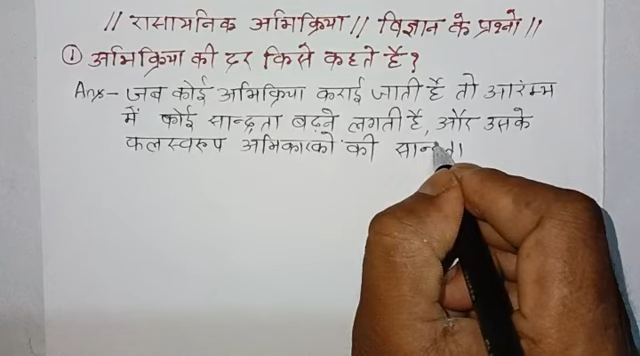 // रासायनिक अभिक्रिया // विज्ञान के प्रश्नो //
① अभिक्रिया की दर किसे कहते है?
Ans- जब कोई अभिक्रिया कराई जाती है तो आरंम्भ
में कोई सान्द्रता बढ़ने लगती है, और उसके
फलस्वरुप अभिकारको की